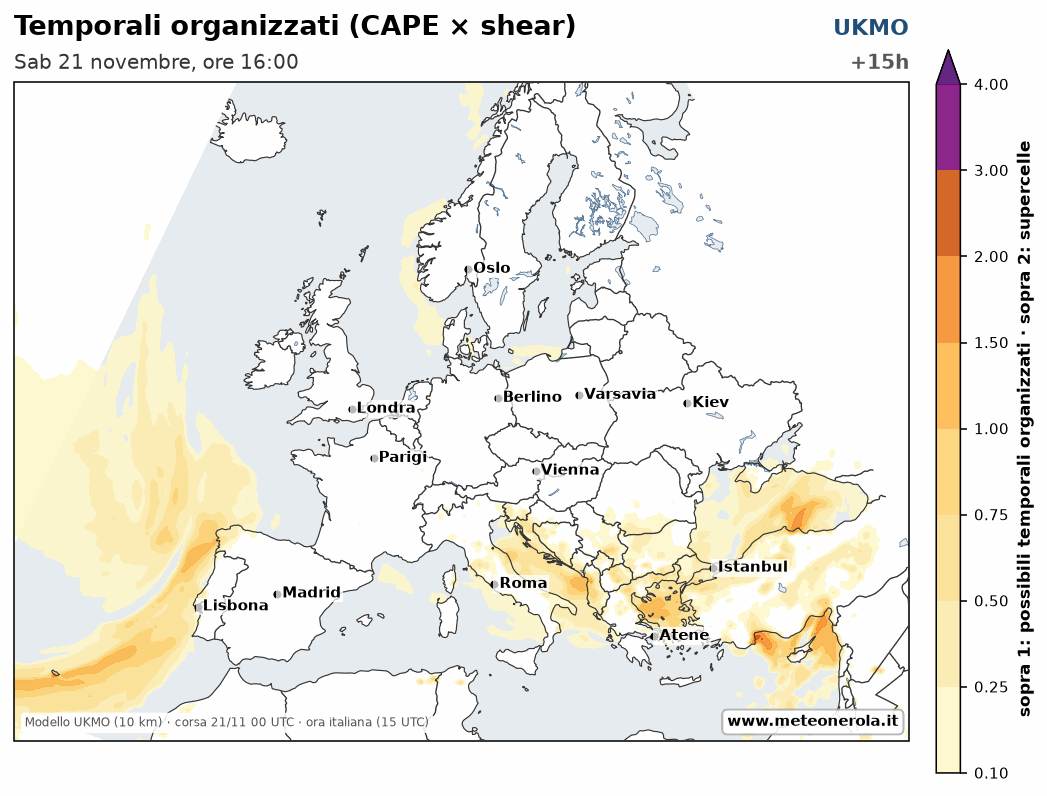 Temporali organizzati (CAPE × shear)
UKMO
Sab 21 novembre, ore 16:00
+15h
Oslo
Londra
Berlino
Varsavia
Kiev
Parigi
Vienna
Istanbul
Roma
Madrid
Lisbona
Atene
Modello UKMO (10 km) · corsa 21/11 00 UTC · ora italiana (15 UTC)
www.meteonerola.it
4.00
3.00
2.00
1.50
1.00
0.75
0.50
0.25
0.10
sopra 1: possibili temporali organizzati · sopra 2: supercelle